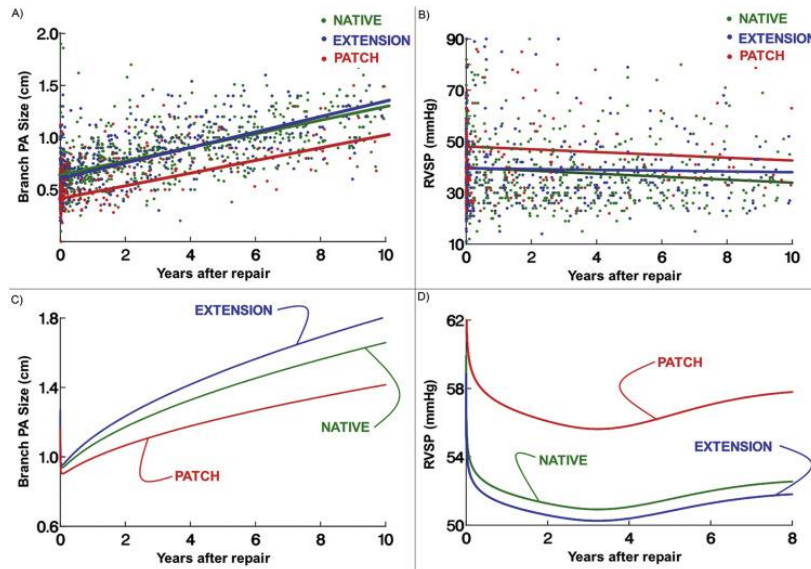 A)
NATIVE
EXTENSION
PATCH
Branch PA Size (cm)
2.0
1.5
1.0
0.5
0 2 4 6 8 10
Years after repair
B)
NATIVE
EXTENSION
PATCH
RVSP (mmHg)
90
70
50
30
10
0 2 4 6 8 10
Years after repair
C)
EXTENSION
NATIVE
PATCH
Branch PA Size (cm)
1.8
1.4
1.0
0.6
0 2 4 6 8 10
Years after repair
D)
PATCH
EXTENSION
NATIVE
RVSP (mmHg)
62
58
54
50
0 2 4 6 8
Years after repair